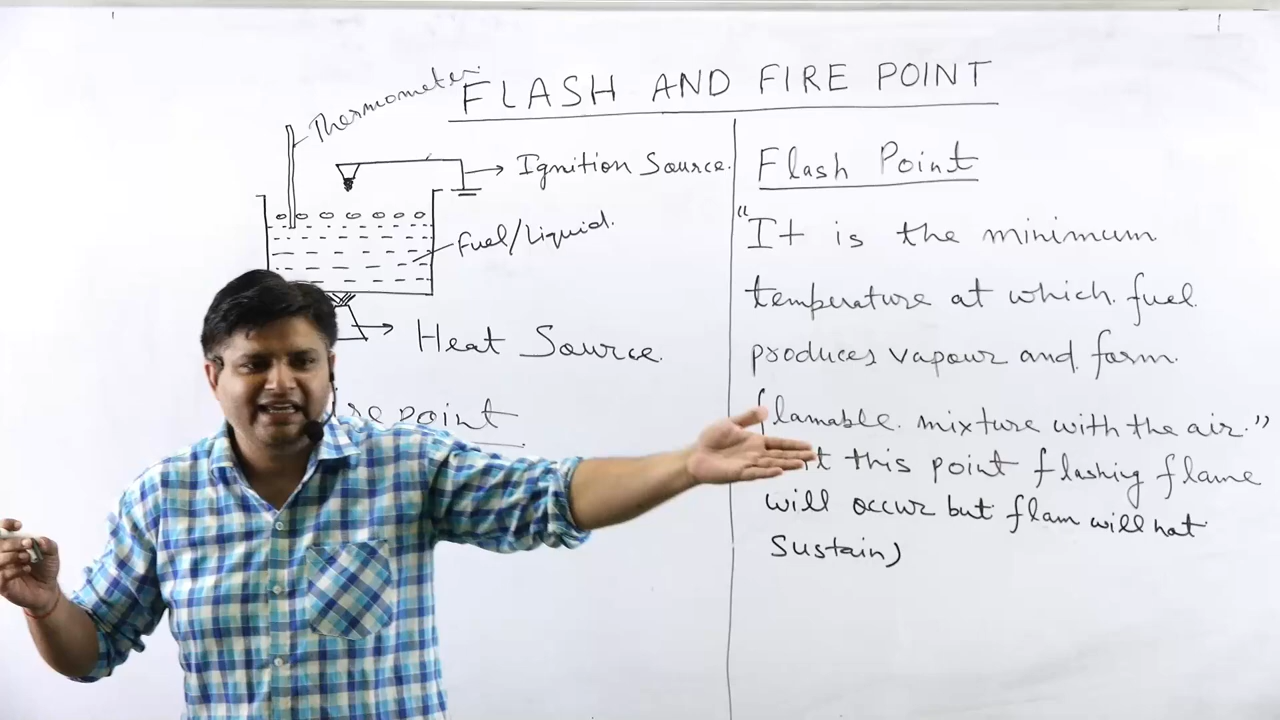 FLASH AND FIRE POINT
Thermometer.
Ignition Source.
Fuel/Liquid.
Heat Source.
point
Flash Point
"It is the minimum
temperature at which fuel
produces vapour and form
flamable mixture with the air."
this point flashing flame
will occur but flam will not
Sustain)